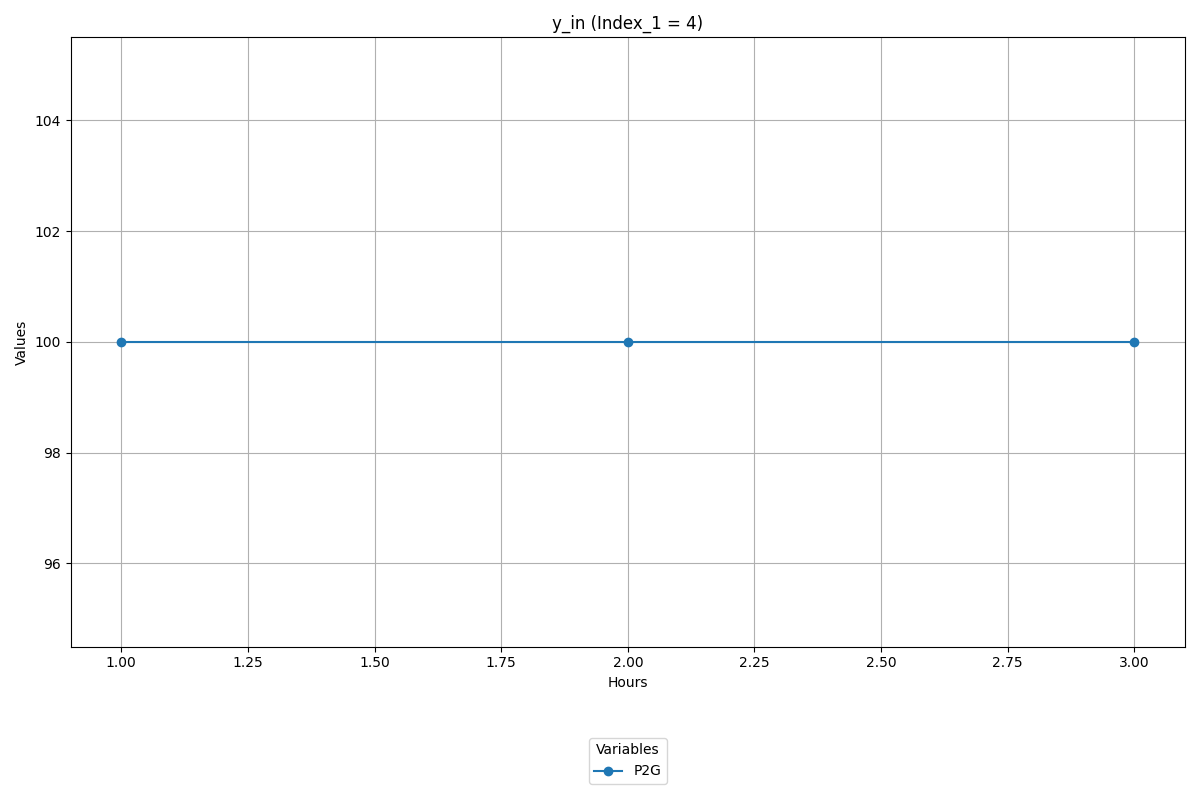 y_in (Index_1 = 4)
Values
104
102
100
98
96
1.00 1.25 1.50 1.75 2.00 2.25 2.50 2.75 3.00
Hours
Variables
P2G